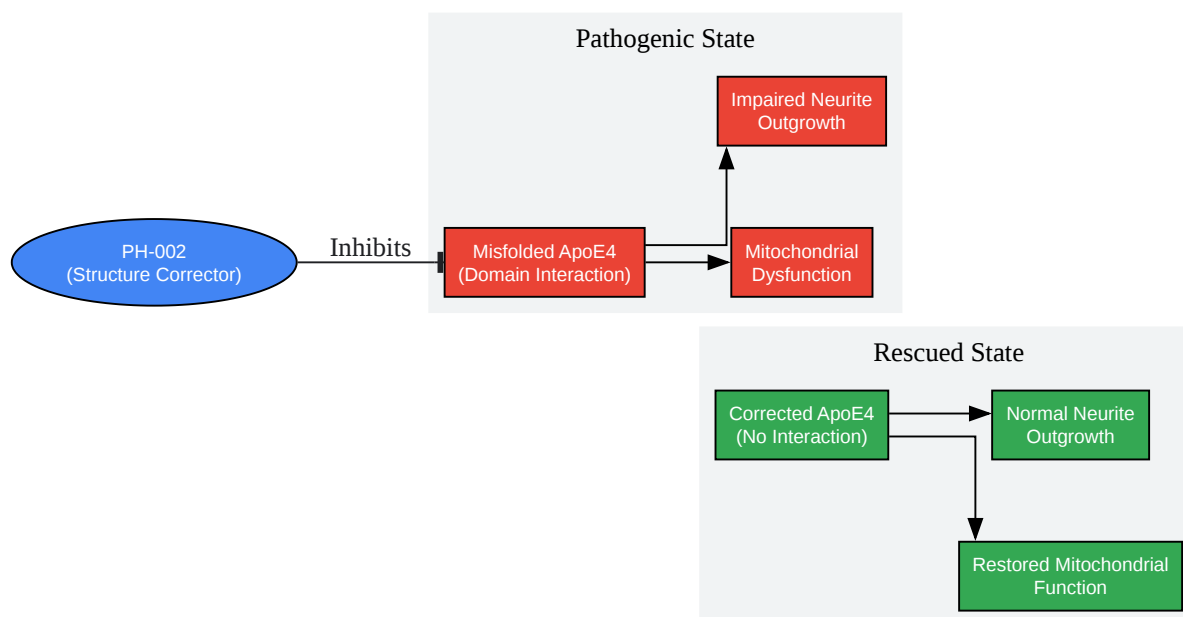 Pathogenic State
Impaired Neurite
Outgrowth
PH-002
(Structure Corrector)
Inhibits
Misfolded ApoE4
(Domain Interaction)
Mitochondrial
Dysfunction
Rescued State
Corrected ApoE4
(No Interaction)
Normal Neurite
Outgrowth
Restored Mitochondrial
Function